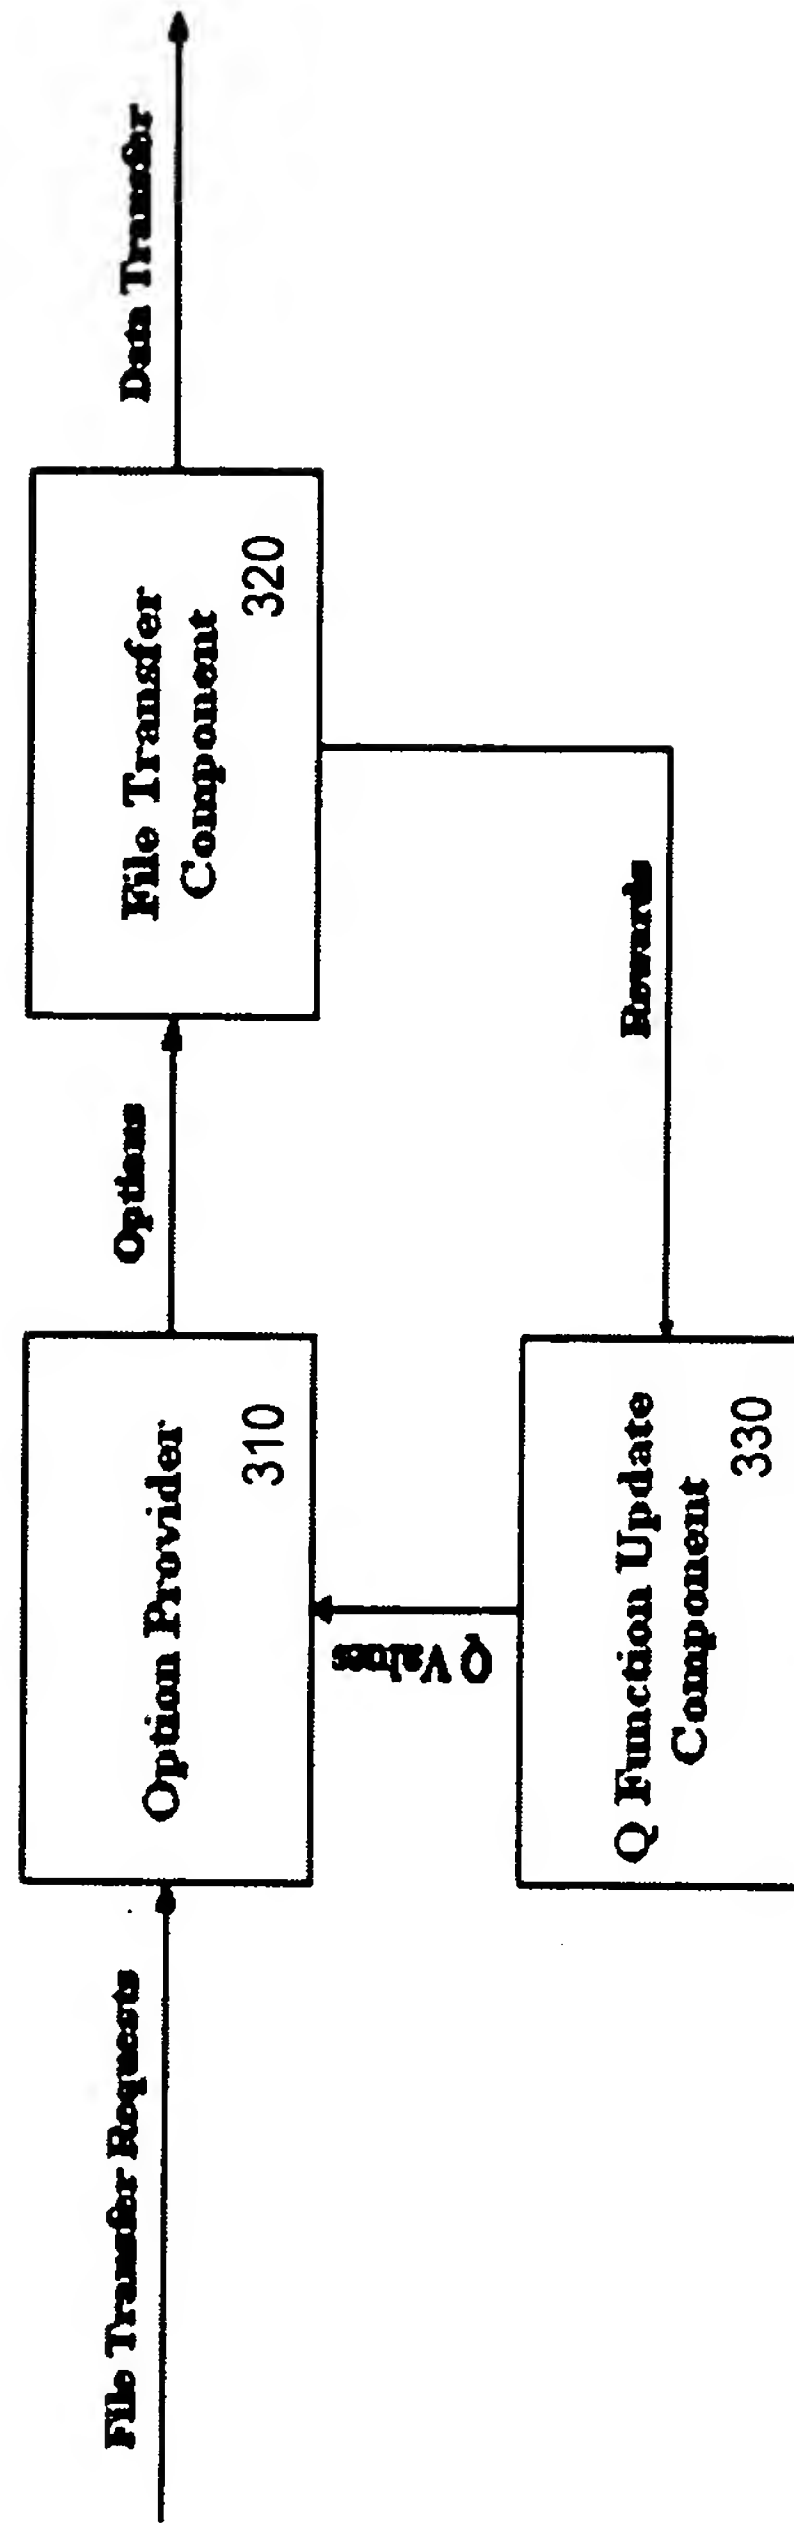 File Transfer Requests
Option Provider
310
Options
File Transfer
Component
320
Data Transfer
Q Values
Rewards
Q Function Update
Component
330